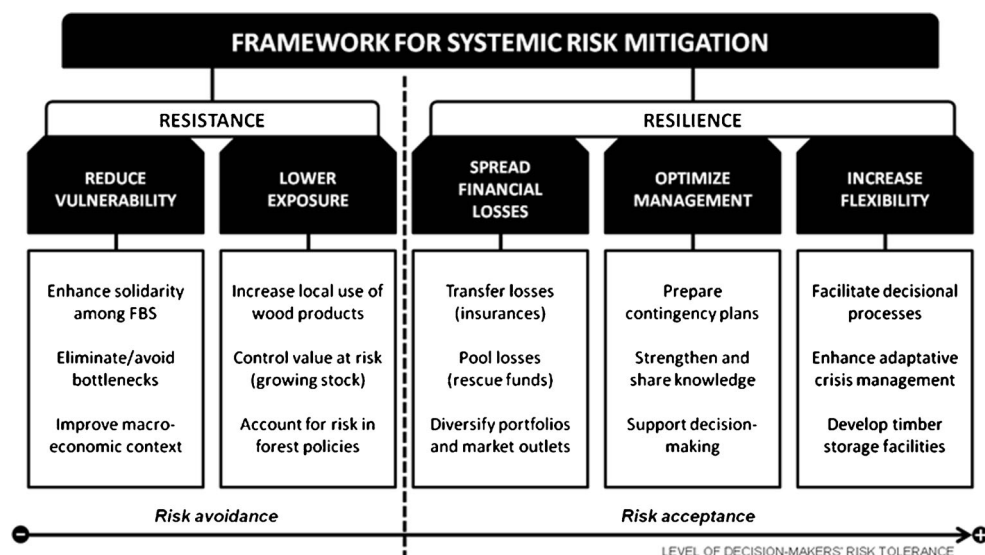 FRAMEWORK FOR SYSTEMIC RISK MITIGATION
RESISTANCE
RESILIENCE
REDUCE
VULNERABILITY
LOWER
EXPOSURE
SPREAD
FINANCIAL
LOSSES
OPTIMIZE
MANAGEMENT
INCREASE
FLEXIBILITY
Enhance solidarity
among FBS
Eliminate/avoid
bottlenecks
Improve macro-
economic context
Increase local use of
wood products
Control value at risk
(growing stock)
Account for risk in
forest policies
Transfer losses
(insurances)
Pool losses
(rescue funds)
Diversify portfolios
and market outlets
Prepare
contingency plans
Strengthen and
share knowledge
Support decision-
making
Facilitate decisional
processes
Enhance adaptative
crisis management
Develop timber
storage facilities
Risk avoidance
Risk acceptance
LEVEL OF DECISION-MAKERS' RISK TOLERANCE